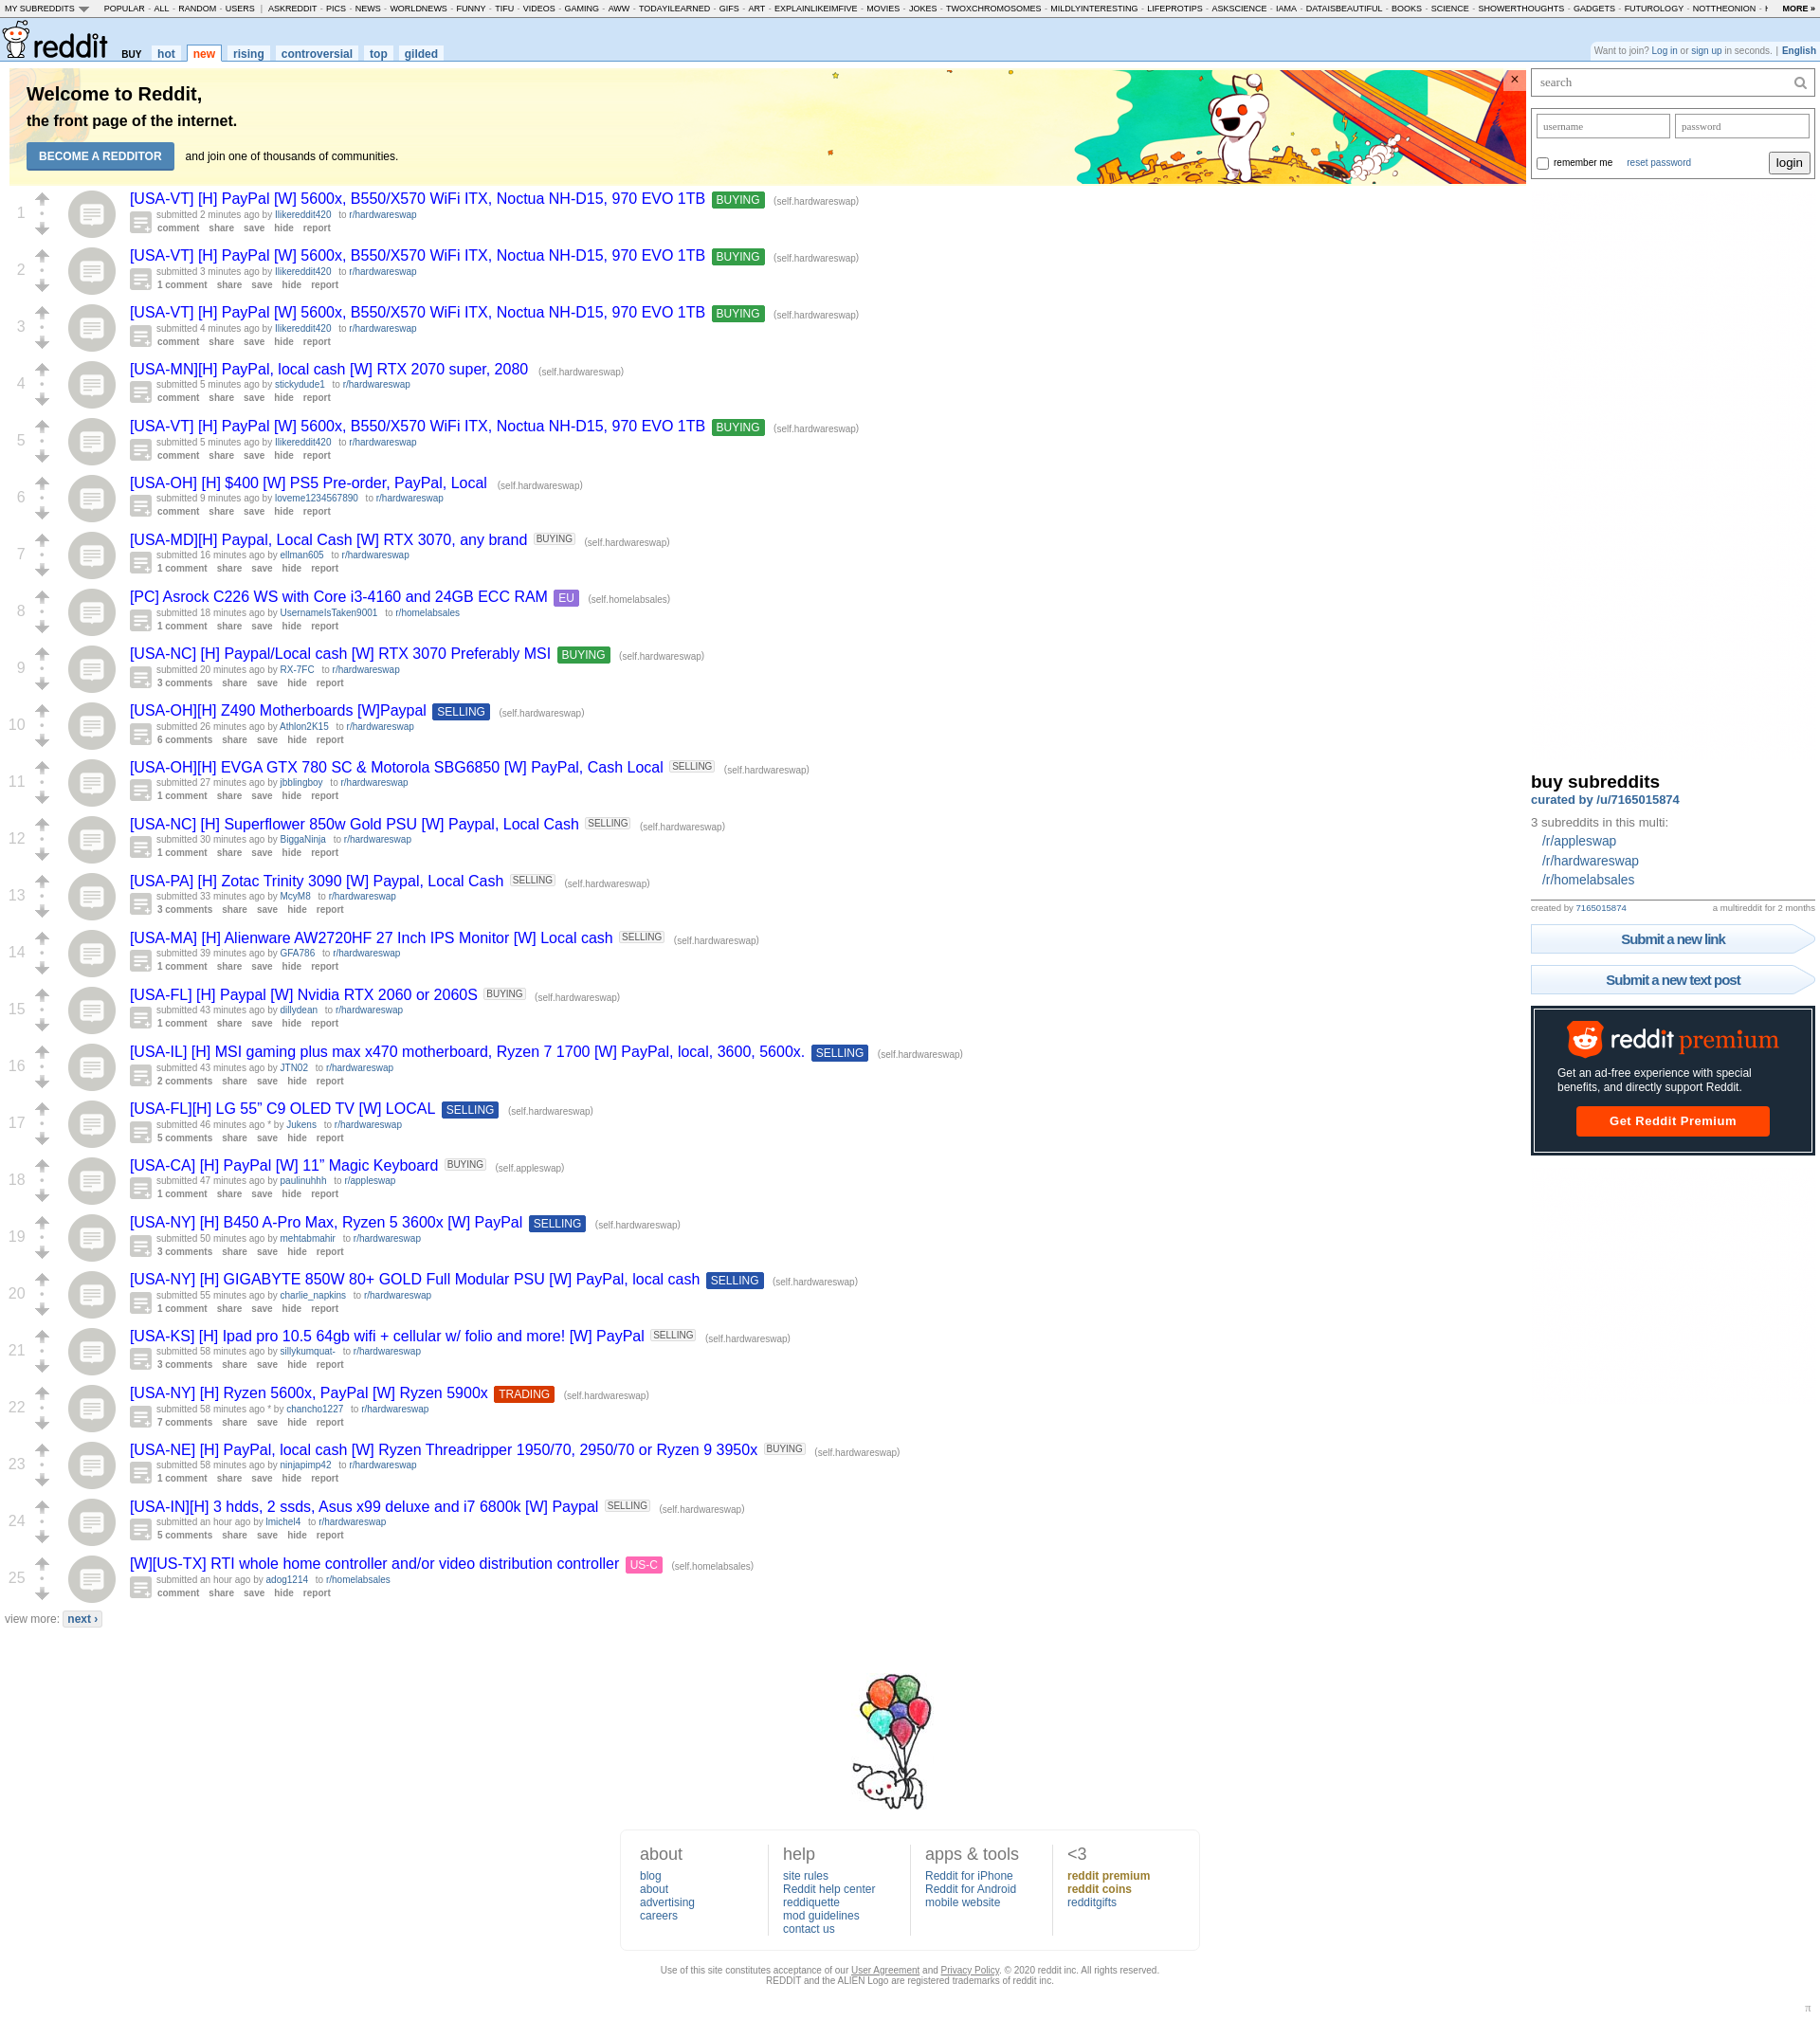 MY SUBREDDITS POPULAR - ALL - RANDOM - USERS | ASKREDDIT - PICS - NEWS - WORLDNEWS - FUNNY - TIFU - VIDEOS - GAMING - AWW - TODAYILEARNED - GIFS - ART - EXPLAINLIKEIMFIVE - MOVIES - JOKES - TWOXCHROMOSOMES - MILDLYINTERESTING - LIFEPROTIPS - ASKSCIENCE - IAMA - DATAISBEAUTIFUL - BOOKS - SCIENCE - SHOWERTHOUGHTS - GADGETS - FUTUROLOGY - NOTTHEONION - MORE »
reddit BUY hot new rising controversial top gilded
Want to join? Log in or sign up in seconds. | English
Welcome to Reddit,
the front page of the internet.
BECOME A REDDITOR and join one of thousands of communities.
×
search
username password
remember me reset password login
1 [USA-VT] [H] PayPal [W] 5600x, B550/X570 WiFi ITX, Noctua NH-D15, 970 EVO 1TB BUYING (self.hardwareswap)
submitted 2 minutes ago by Ilikereddit420 to r/hardwareswap
comment share save hide report
2 [USA-VT] [H] PayPal [W] 5600x, B550/X570 WiFi ITX, Noctua NH-D15, 970 EVO 1TB BUYING (self.hardwareswap)
submitted 3 minutes ago by Ilikereddit420 to r/hardwareswap
1 comment share save hide report
3 [USA-VT] [H] PayPal [W] 5600x, B550/X570 WiFi ITX, Noctua NH-D15, 970 EVO 1TB BUYING (self.hardwareswap)
submitted 4 minutes ago by Ilikereddit420 to r/hardwareswap
comment share save hide report
4 [USA-MN][H] PayPal, local cash [W] RTX 2070 super, 2080 (self.hardwareswap)
submitted 5 minutes ago by stickydude1 to r/hardwareswap
comment share save hide report
5 [USA-VT] [H] PayPal [W] 5600x, B550/X570 WiFi ITX, Noctua NH-D15, 970 EVO 1TB BUYING (self.hardwareswap)
submitted 5 minutes ago by Ilikereddit420 to r/hardwareswap
comment share save hide report
6 [USA-OH] [H] $400 [W] PS5 Pre-order, PayPal, Local (self.hardwareswap)
submitted 9 minutes ago by loveme1234567890 to r/hardwareswap
comment share save hide report
7 [USA-MD][H] Paypal, Local Cash [W] RTX 3070, any brand BUYING (self.hardwareswap)
submitted 16 minutes ago by ellman605 to r/hardwareswap
1 comment share save hide report
8 [PC] Asrock C226 WS with Core i3-4160 and 24GB ECC RAM EU (self.homelabsales)
submitted 18 minutes ago by UsernameIsTaken9001 to r/homelabsales
1 comment share save hide report
9 [USA-NC] [H] Paypal/Local cash [W] RTX 3070 Preferably MSI BUYING (self.hardwareswap)
submitted 20 minutes ago by RX-7FC to r/hardwareswap
3 comments share save hide report
10 [USA-OH][H] Z490 Motherboards [W]Paypal SELLING (self.hardwareswap)
submitted 26 minutes ago by Athlon2K15 to r/hardwareswap
6 comments share save hide report
11 [USA-OH][H] EVGA GTX 780 SC & Motorola SBG6850 [W] PayPal, Cash Local SELLING (self.hardwareswap)
submitted 27 minutes ago by jbblingboy to r/hardwareswap
1 comment share save hide report
12 [USA-NC] [H] Superflower 850w Gold PSU [W] Paypal, Local Cash SELLING (self.hardwareswap)
submitted 30 minutes ago by BiggaNinja to r/hardwareswap
1 comment share save hide report
13 [USA-PA] [H] Zotac Trinity 3090 [W] Paypal, Local Cash SELLING (self.hardwareswap)
submitted 33 minutes ago by McyM8 to r/hardwareswap
3 comments share save hide report
14 [USA-MA] [H] Alienware AW2720HF 27 Inch IPS Monitor [W] Local cash SELLING (self.hardwareswap)
submitted 39 minutes ago by GFA786 to r/hardwareswap
1 comment share save hide report
15 [USA-FL] [H] Paypal [W] Nvidia RTX 2060 or 2060S BUYING (self.hardwareswap)
submitted 43 minutes ago by dillydean to r/hardwareswap
1 comment share save hide report
16 [USA-IL] [H] MSI gaming plus max x470 motherboard, Ryzen 7 1700 [W] PayPal, local, 3600, 5600x. SELLING (self.hardwareswap)
submitted 43 minutes ago by JTN02 to r/hardwareswap
2 comments share save hide report
17 [USA-FL][H] LG 55” C9 OLED TV [W] LOCAL SELLING (self.hardwareswap)
submitted 46 minutes ago * by Jukens to r/hardwareswap
5 comments share save hide report
18 [USA-CA] [H] PayPal [W] 11” Magic Keyboard BUYING (self.appleswap)
submitted 47 minutes ago by paulinuhhh to r/appleswap
1 comment share save hide report
19 [USA-NY] [H] B450 A-Pro Max, Ryzen 5 3600x [W] PayPal SELLING (self.hardwareswap)
submitted 50 minutes ago by mehtabmahir to r/hardwareswap
3 comments share save hide report
20 [USA-NY] [H] GIGABYTE 850W 80+ GOLD Full Modular PSU [W] PayPal, local cash SELLING (self.hardwareswap)
submitted 55 minutes ago by charlie_napkins to r/hardwareswap
1 comment share save hide report
21 [USA-KS] [H] Ipad pro 10.5 64gb wifi + cellular w/ folio and more! [W] PayPal SELLING (self.hardwareswap)
submitted 58 minutes ago by sillykumquat- to r/hardwareswap
3 comments share save hide report
22 [USA-NY] [H] Ryzen 5600x, PayPal [W] Ryzen 5900x TRADING (self.hardwareswap)
submitted 58 minutes ago * by chancho1227 to r/hardwareswap
7 comments share save hide report
23 [USA-NE] [H] PayPal, local cash [W] Ryzen Threadripper 1950/70, 2950/70 or Ryzen 9 3950x BUYING (self.hardwareswap)
submitted 58 minutes ago by ninjapimp42 to r/hardwareswap
1 comment share save hide report
24 [USA-IN][H] 3 hdds, 2 ssds, Asus x99 deluxe and i7 6800k [W] Paypal SELLING (self.hardwareswap)
submitted an hour ago by lmichel4 to r/hardwareswap
5 comments share save hide report
25 [W][US-TX] RTI whole home controller and/or video distribution controller US-C (self.homelabsales)
submitted an hour ago by adog1214 to r/homelabsales
comment share save hide report
view more: next ›
buy subreddits
curated by /u/7165015874
3 subreddits in this multi:
/r/appleswap
/r/hardwareswap
/r/homelabsales
created by 7165015874 a multireddit for 2 months
Submit a new link
Submit a new text post
reddit premium
Get an ad-free experience with special
benefits, and directly support Reddit.
Get Reddit Premium
about
blog
about
advertising
careers
help
site rules
Reddit help center
reddiquette
mod guidelines
contact us
apps & tools
Reddit for iPhone
Reddit for Android
mobile website
<3
reddit premium
reddit coins
redditgifts
Use of this site constitutes acceptance of our User Agreement and Privacy Policy. © 2020 reddit inc. All rights reserved.
REDDIT and the ALIEN Logo are registered trademarks of reddit inc.
π